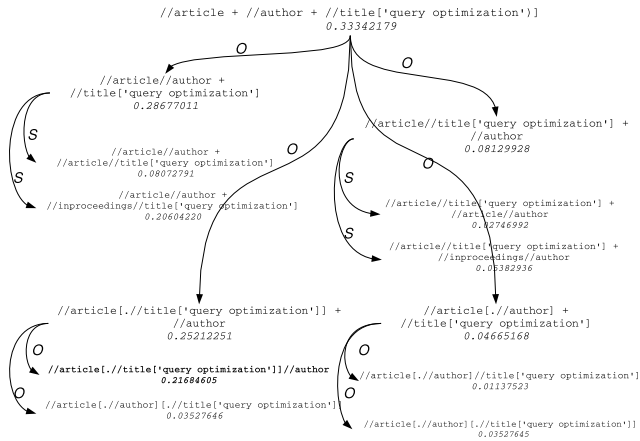 //article + //author + //title['query optimization')]
0.33342179
O
O
//article//author +
//title['query optimization']
0.28677011
/article//title['query optimization'] +
//author
0.08129928
S
//article//author +
//article//title['query optimization']
0.08072791
O
O
S
S
//article//author +
//inproceedings//title['query optimization']
0.20604220
//article//title['query optimization'] +
//article//author
0.02746992
S
//article//title['query optimization'] +
//inproceedings//author
0.05382936
//article[.//title['query optimization']] +
//author
0.25212251
//article[.//author] +
//title['query optimization']
0.04665168
O
//article[.//title['query optimization']]//author
0.21684605
O
//article[.//author]//title['query optimization']
0.01137523
O
//article[.//author][.//title['query optimization']]
0.03527646
O
//article[.//author][.//title['query optimization']]
0.03527645